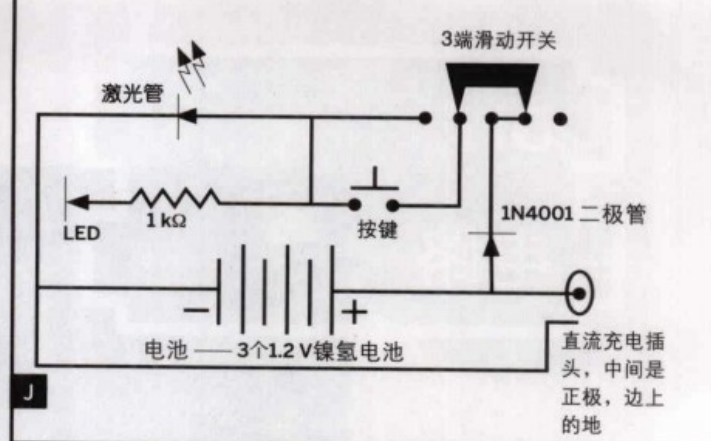 3端滑动开关
激光管
1N4001 二极管
1 kΩ
LED
按键
电池 —— 3个1.2 V镍氢电池
直流充电插
头，中间是
正极，边上
的地
J